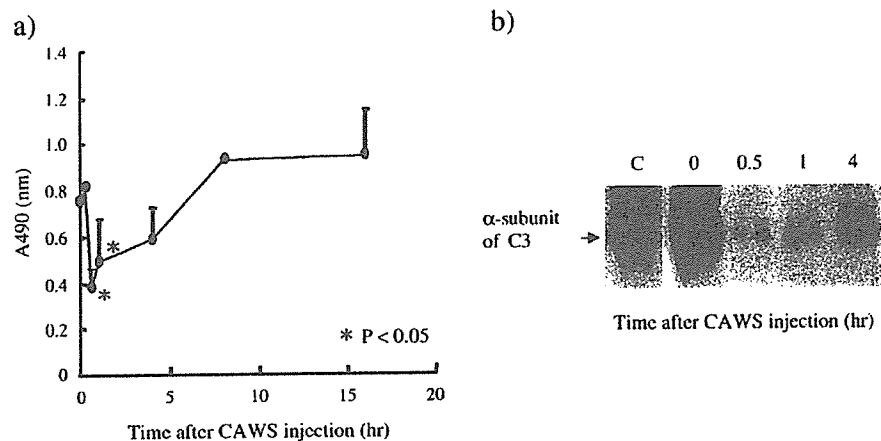 a)
1.4
1.2
1.0
0.8
0.6
0.4
0.2
0
A490 (nm)
*
*
* P < 0.05
0
5
10
15
20
Time after CAWS injection (hr)
b)
C 0 0.5 1 4
α-subunit
of C3
Time after CAWS injection (hr)